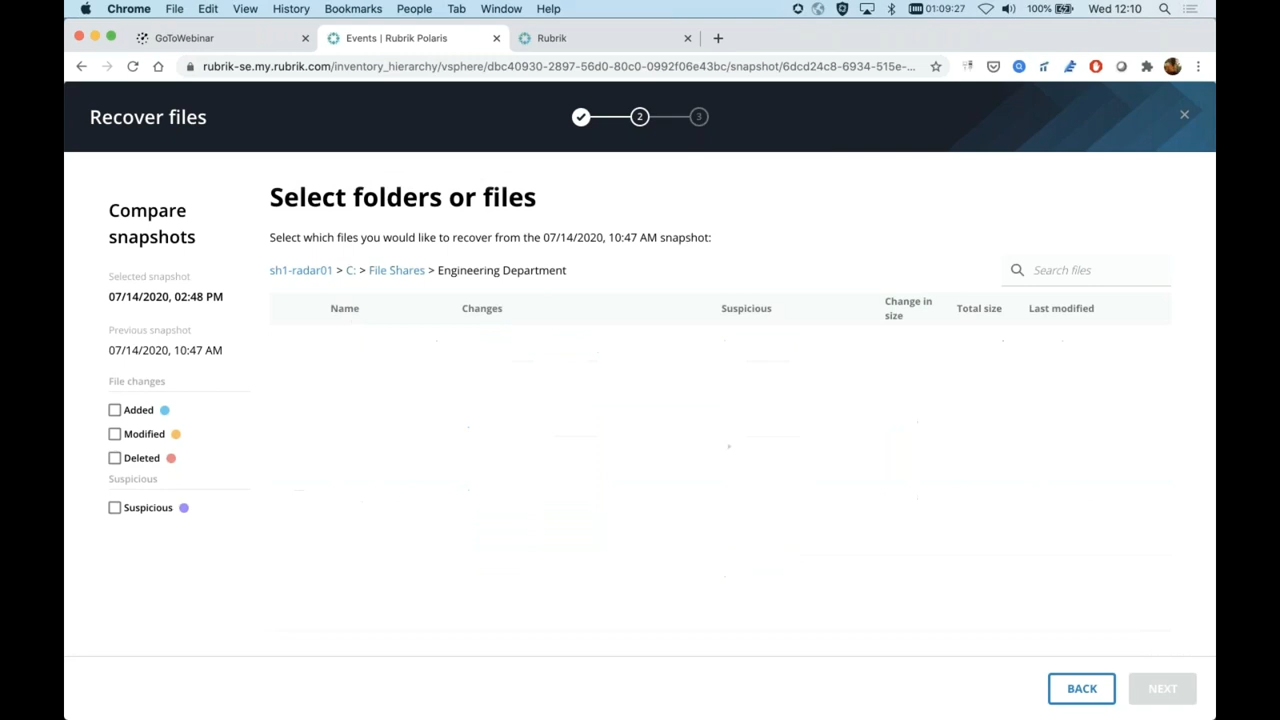 Chrome File Edit View History Bookmarks People Tab Window Help 01:09:27 100% Wed 12:10
GoToWebinar
Events | Rubrik Polaris
Rubrik
rubrik-se.my.rubrik.com/inventory_hierarchy/vsphere/dbc40930-2897-56d0-80c0-0992f06e43bc/snapshot/6dcd24c8-6934-515e-...
Recover files
2
3
Compare
snapshots
Selected snapshot
07/14/2020, 02:48 PM
Previous snapshot
07/14/2020, 10:47 AM
File changes
Added
Modified
Deleted
Suspicious
Suspicious
Select folders or files
Select which files you would like to recover from the 07/14/2020, 10:47 AM snapshot:
sh1-radar01 > C: > File Shares > Engineering Department
Search files
Name
Changes
Suspicious
Change in
size
Total size
Last modified
BACK
NEXT